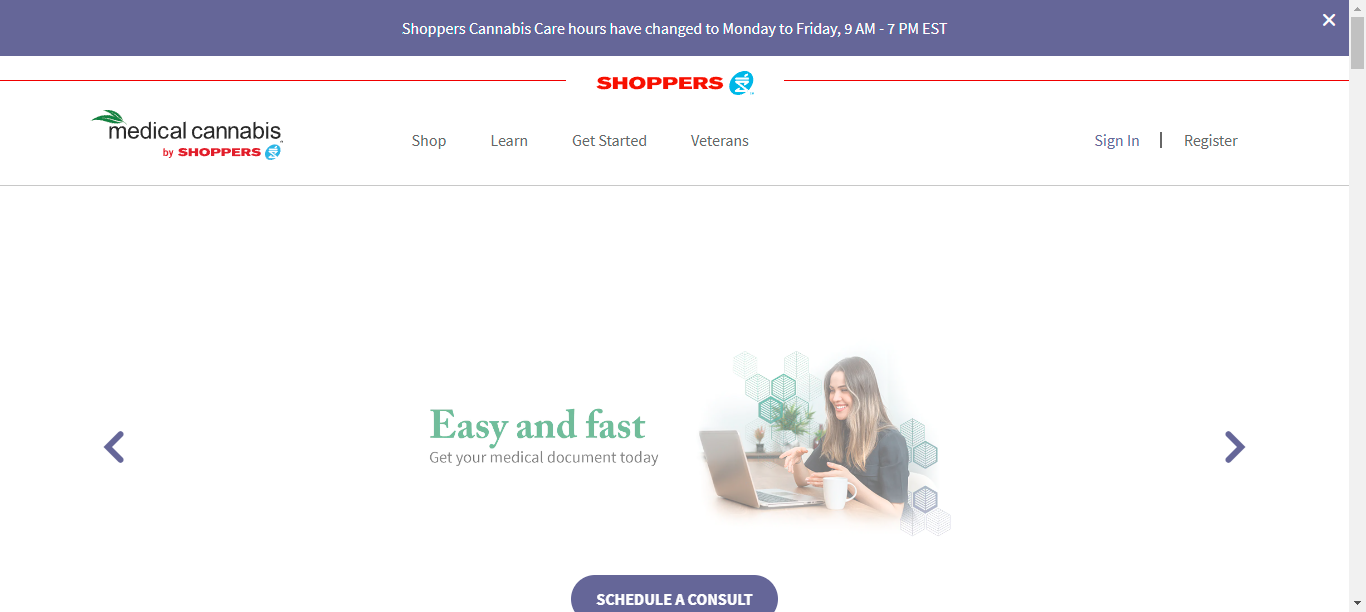 Shoppers Cannabis Care hours have changed to Monday to Friday, 9 AM - 7 PM EST
SHOPPERS
medical cannabis
by SHOPPERS
Shop
Learn
Get Started
Veterans
Sign In
Register
Easy and fast
Get your medical document today
SCHEDULE A CONSULT